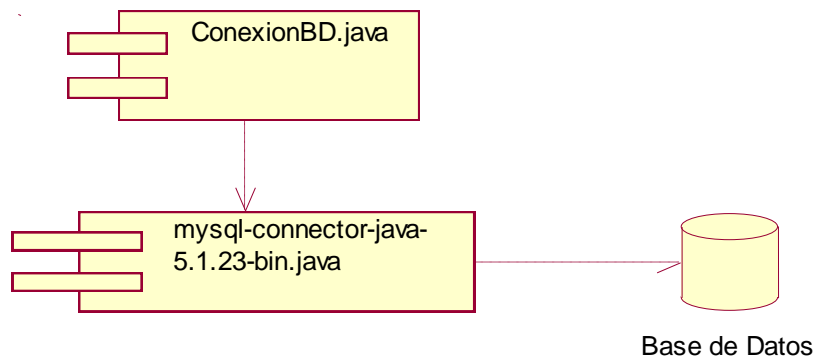 ConexionBD.java
mysql-connector-java-
5.1.23-bin.java
Base de Datos